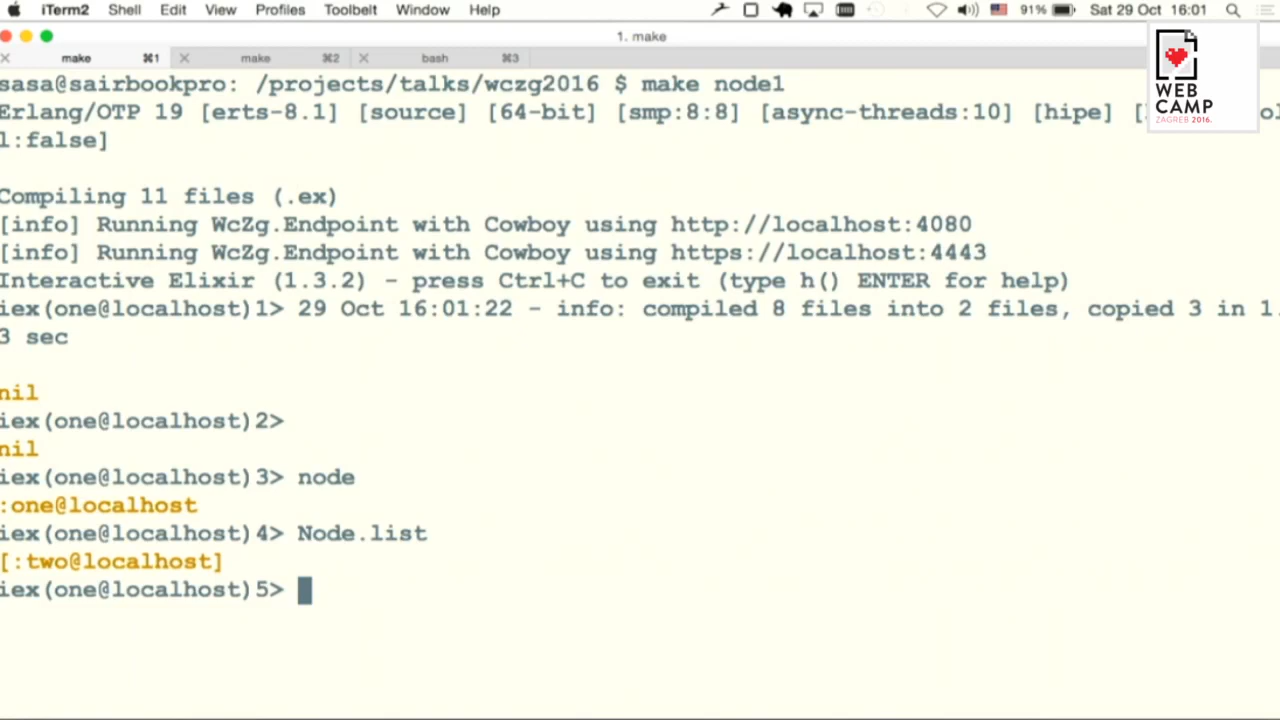 iTerm2 Shell Edit View Profiles Toolbelt Window Help 91% Sat 29 Oct 16:01
1. make
make ⌘1 make ⌘2 bash ⌘3
WEB
CAMP
ZAGREB 2016.
sasa@sairbookpro: /projects/talks/wczg2016 $ make node1
Erlang/OTP 19 [erts-8.1] [source] [64-bit] [smp:8:8] [async-threads:10] [hipe] [
l:false]
Compiling 11 files (.ex)
[info] Running WcZg.Endpoint with Cowboy using http://localhost:4080
[info] Running WcZg.Endpoint with Cowboy using https://localhost:4443
Interactive Elixir (1.3.2) - press Ctrl+C to exit (type h() ENTER for help)
iex(one@localhost)1> 29 Oct 16:01:22 - info: compiled 8 files into 2 files, copied 3 in 1.
3 sec
nil
iex(one@localhost)2>
nil
iex(one@localhost)3> node
:one@localhost
iex(one@localhost)4> Node.list
[:two@localhost]
iex(one@localhost)5>